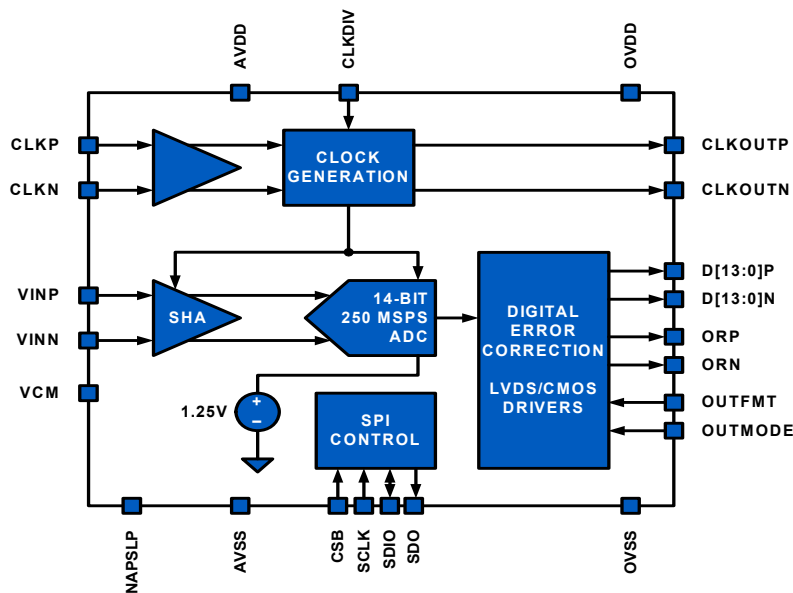 AVDD
CLKDIV
OVDD
CLKP
CLKN
CLOCK
GENERATION
CLKOUTP
CLKOUTN
VINP
VINN
VCM
SHA
14-BIT
250 MSPS
ADC
1.25V
+
−
DIGITAL
ERROR
CORRECTION
LVDS/CMOS
DRIVERS
D[13:0]P
D[13:0]N
ORP
ORN
OUTFMT
OUTMODE
SPI
CONTROL
NAPSLP
AVSS
CSB
SCLK
SDIO
SDO
OVSS